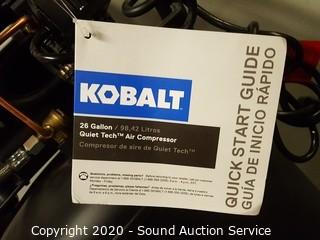 KOBALT
26 Gallon / 98,42 Litros
Quiet Tech™ Air Compressor
Compresor de aire de Quiet Tech™
QUICK START GUIDE
GUÍA DE INICIO RÁPIDO
Copyright 2020 - Sound Auction Service